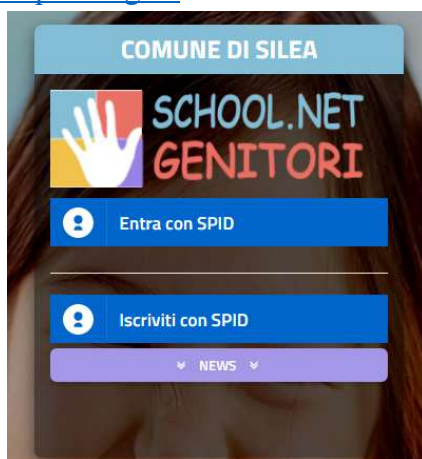 COMUNE DI SILEA
SCHOOL.NET
GENITORI
Entra con SPID
Iscriviti con SPID
NEWS